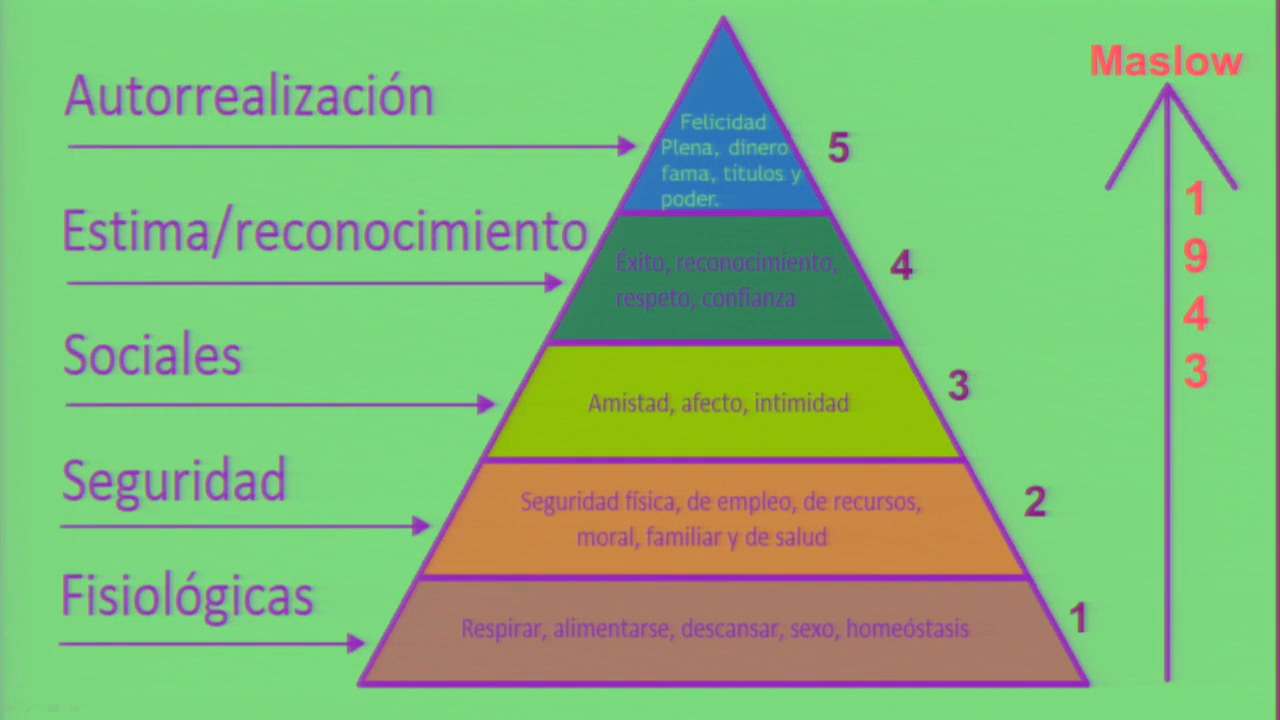 Maslow
1
9
4
3
Autorrealización
Felicidad
Plena, dinero
fama, títulos y
poder.
5
Estima/reconocimiento
Éxito, reconocimiento,
respeto, confianza
4
Sociales
Amistad, afecto, intimidad
3
Seguridad
Seguridad física, de empleo, de recursos,
moral, familiar y de salud
2
Fisiológicas
Respirar, alimentarse, descansar, sexo, homeóstasis
1